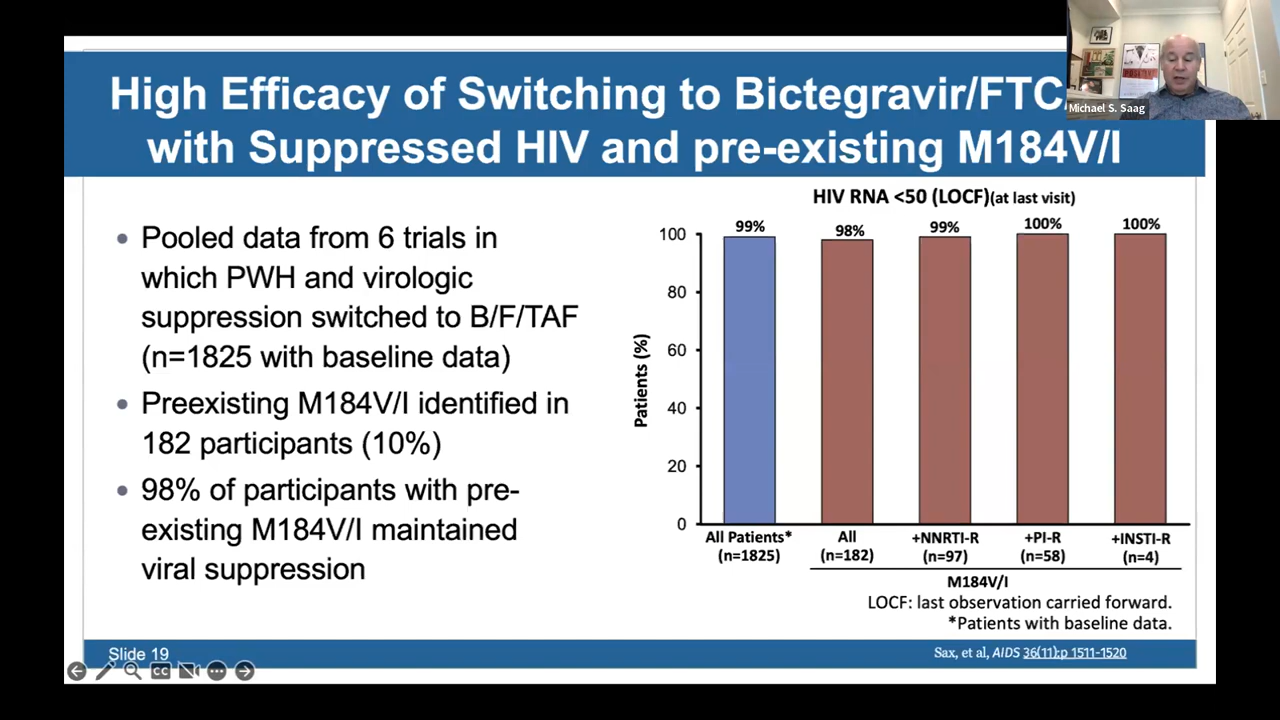 High Efficacy of Switching to Bictegravir/FTC
with Suppressed HIV and pre-existing M184V/I
Michael S. Saag
• Pooled data from 6 trials in
which PWH and virologic
suppression switched to B/F/TAF
(n=1825 with baseline data)
• Preexisting M184V/I identified in
182 participants (10%)
• 98% of participants with pre-
existing M184V/I maintained
viral suppression
HIV RNA <50 (LOCF)(at last visit)
Patients (%)
100
80
60
40
20
0
99%
98%
99%
100%
100%
All Patients*
(n=1825)
All
(n=182)
+NNRTI-R
(n=97)
+PI-R
(n=58)
+INSTI-R
(n=4)
M184V/I
LOCF: last observation carried forward.
*Patients with baseline data.
Slide 19
Sax, et al, AIDS 36(11):p 1511-1520
CC